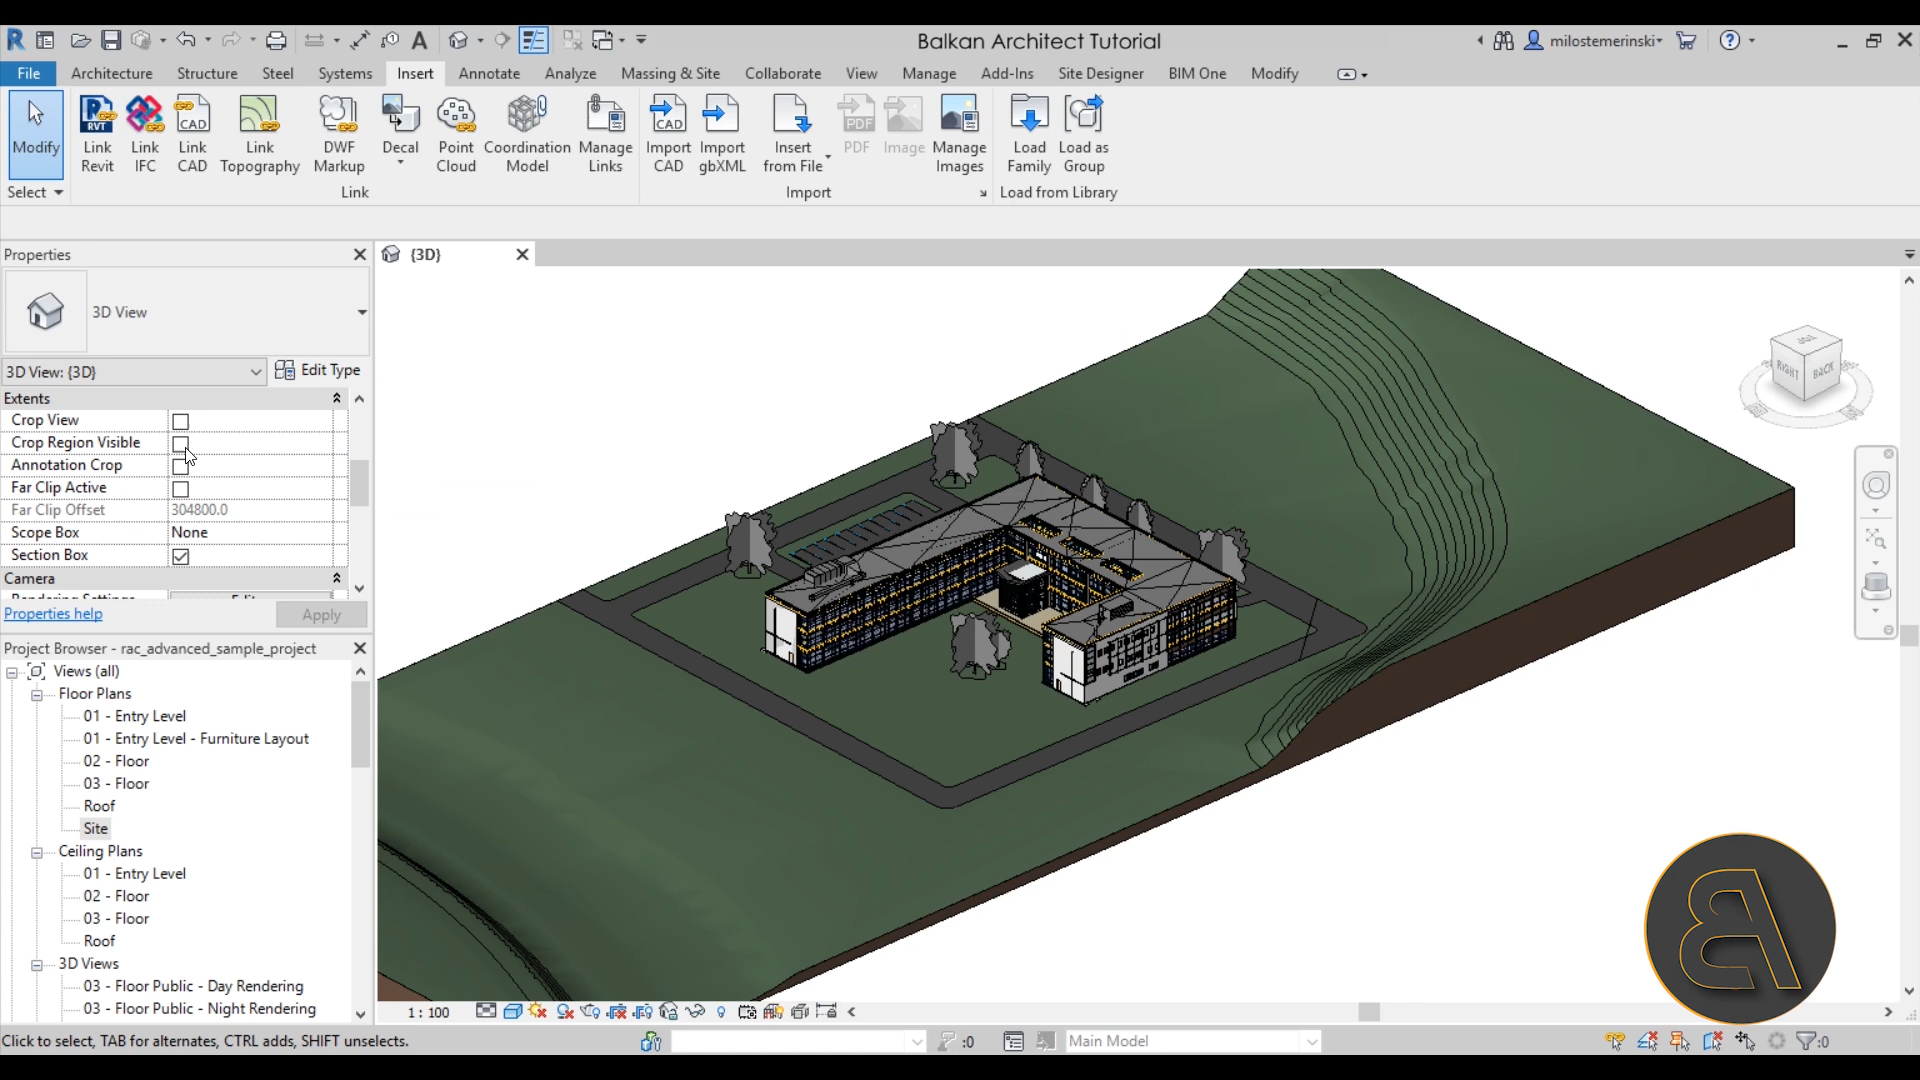 Balkan Architect Tutorial
milostemerinski
File Architecture Structure Steel Systems Insert Annotate Analyze Massing & Site Collaborate View Manage Add-Ins Site Designer BIM One Modify
Modify
Link Revit
Link IFC
Link CAD
Link Topography
DWF Markup
Decal
Point Cloud
Coordination Model
Manage Links
Import CAD
Import gbXML
Insert from File
PDF
Image
Manage Images
Load Family
Load as Group
Select
Link
Import
Load from Library
Properties
{3D}
3D View
3D View: {3D}
Edit Type
Extents
Crop View
Crop Region Visible
Annotation Crop
Far Clip Active
Far Clip Offset 304800.0
Scope Box None
Section Box
Camera
Properties help
Apply
Project Browser - rac_advanced_sample_project
Views (all)
Floor Plans
01 - Entry Level
01 - Entry Level - Furniture Layout
02 - Floor
03 - Floor
Roof
Site
Ceiling Plans
01 - Entry Level
02 - Floor
03 - Floor
Roof
3D Views
03 - Floor Public - Day Rendering
03 - Floor Public - Night Rendering
RIGHT
BACK
1 : 100
Click to select, TAB for alternates, CTRL adds, SHIFT unselects.
:0
Main Model
:0